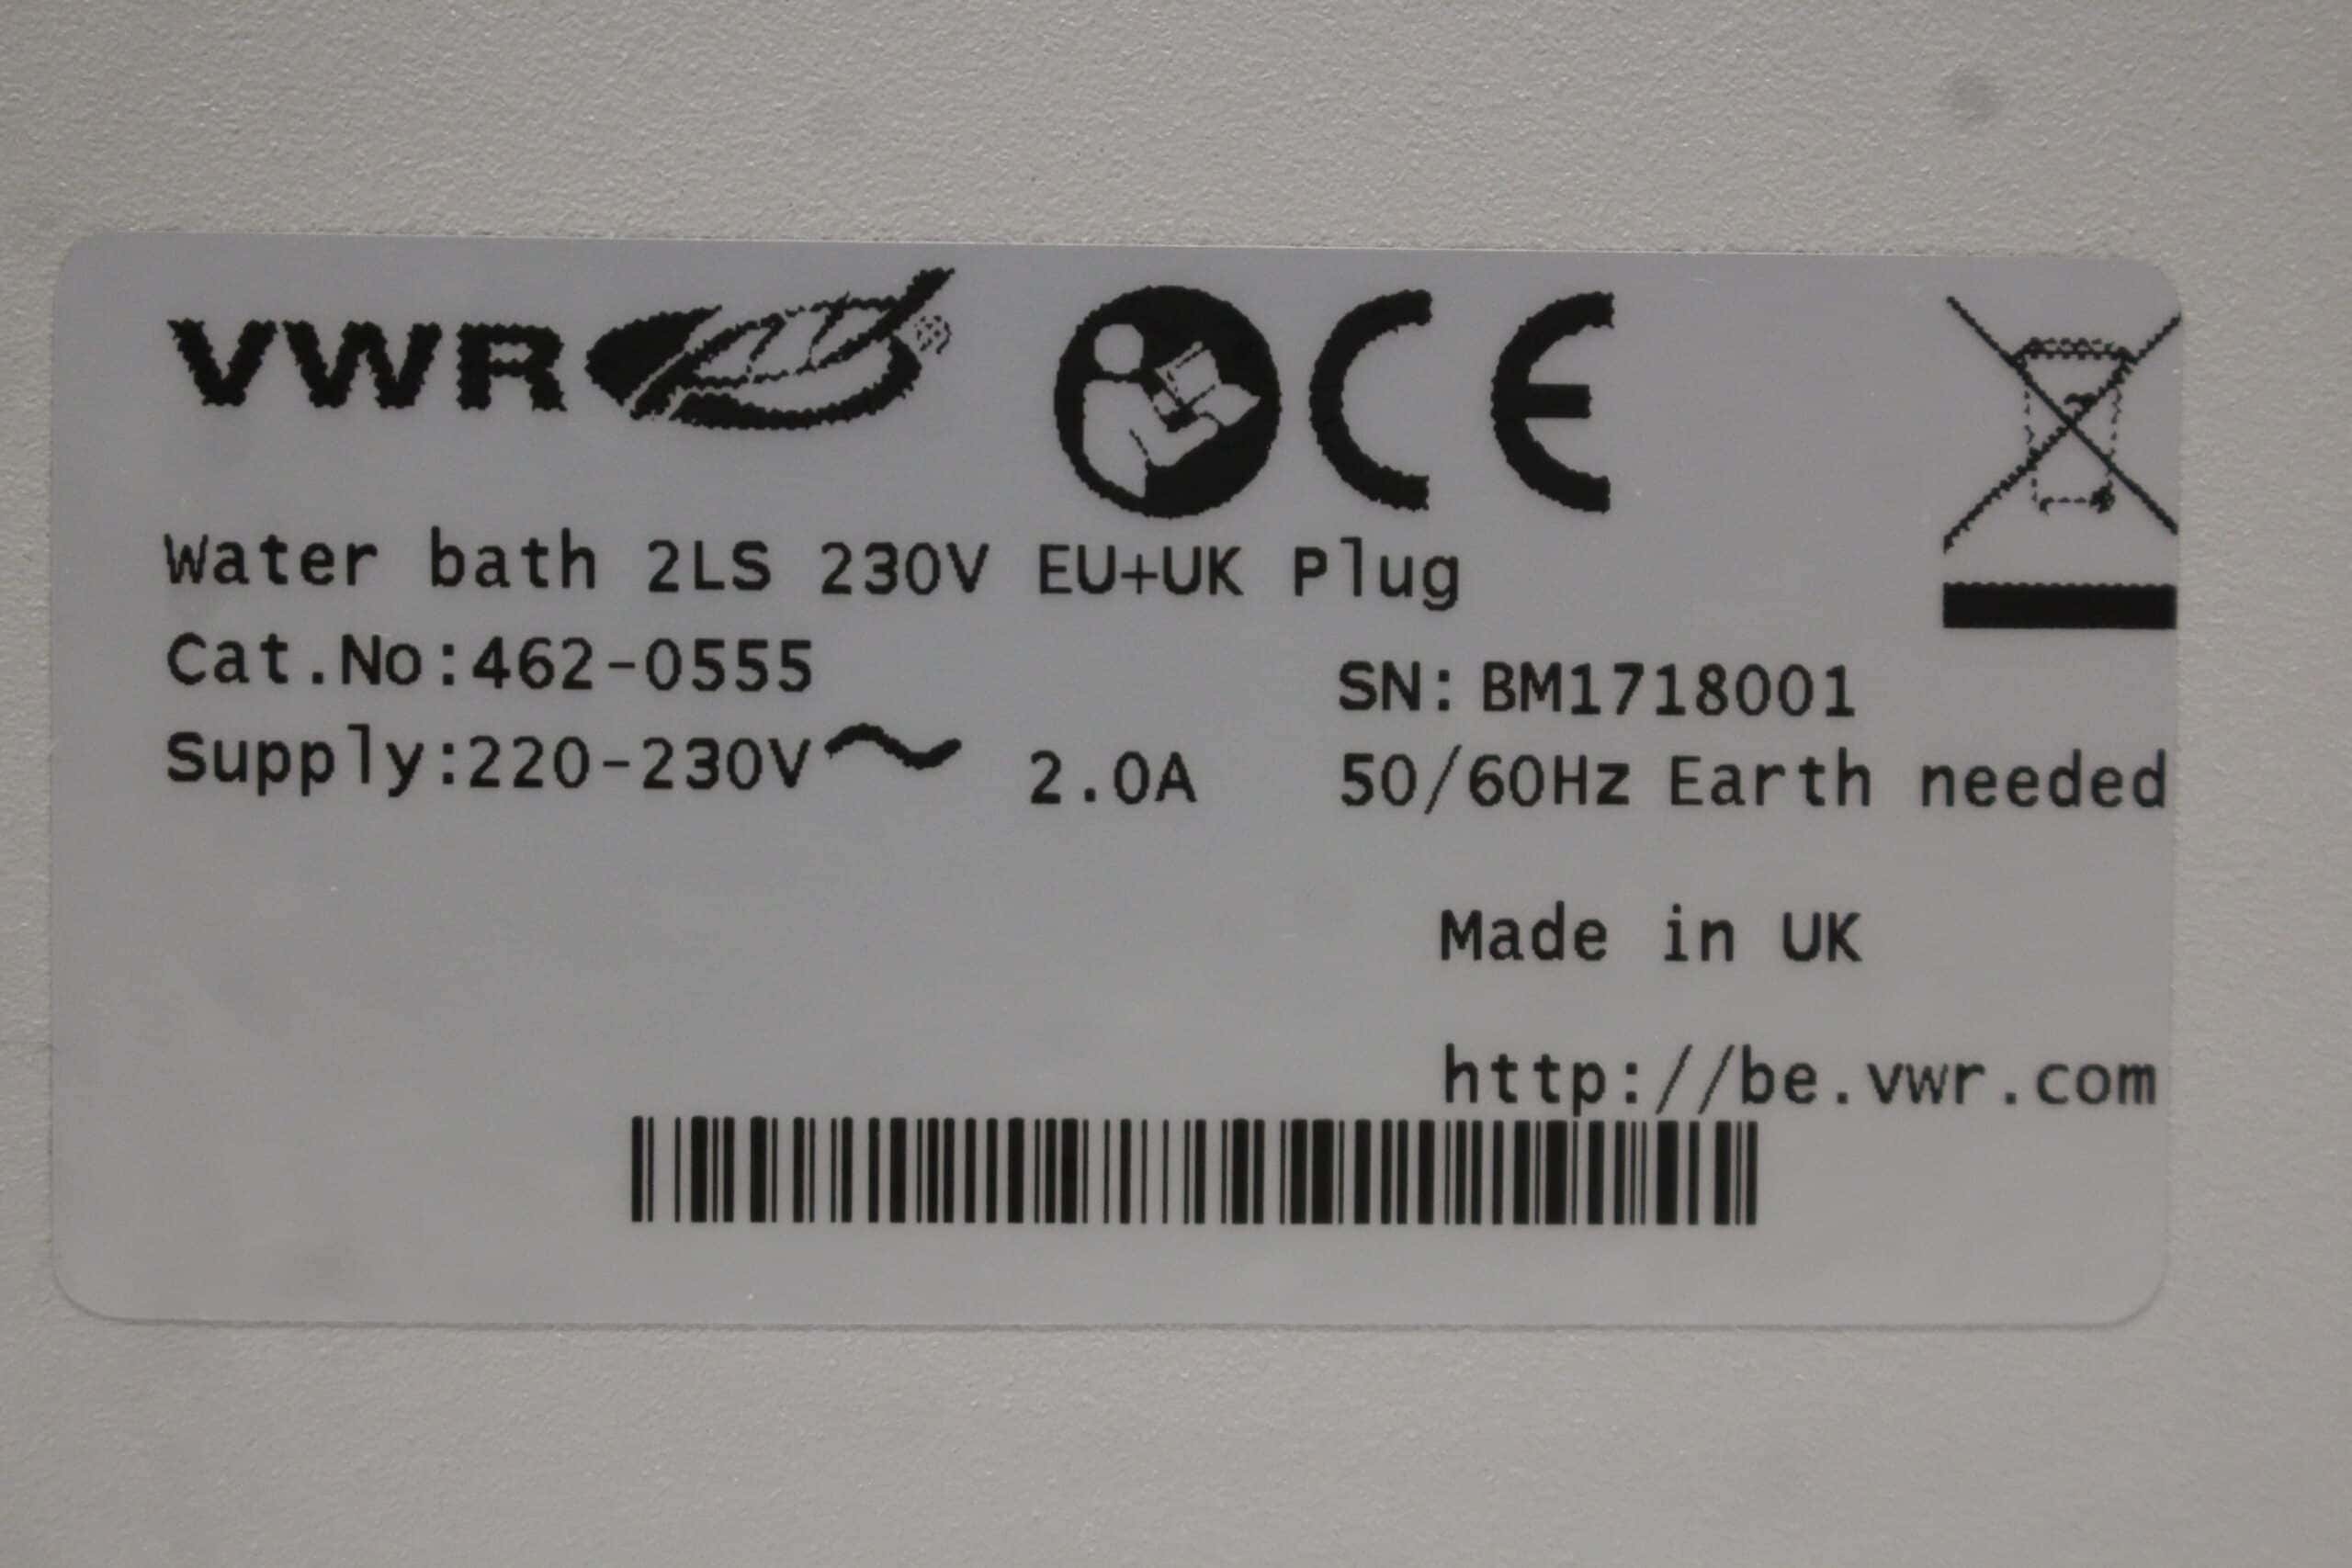 VWR
CE
Water bath 2LS 230V EU+UK Plug
Cat.No:462-0555
SN: BM1718001
Supply:220-230V~ 2.0A 50/60Hz Earth needed
Made in UK
http://be.vwr.com